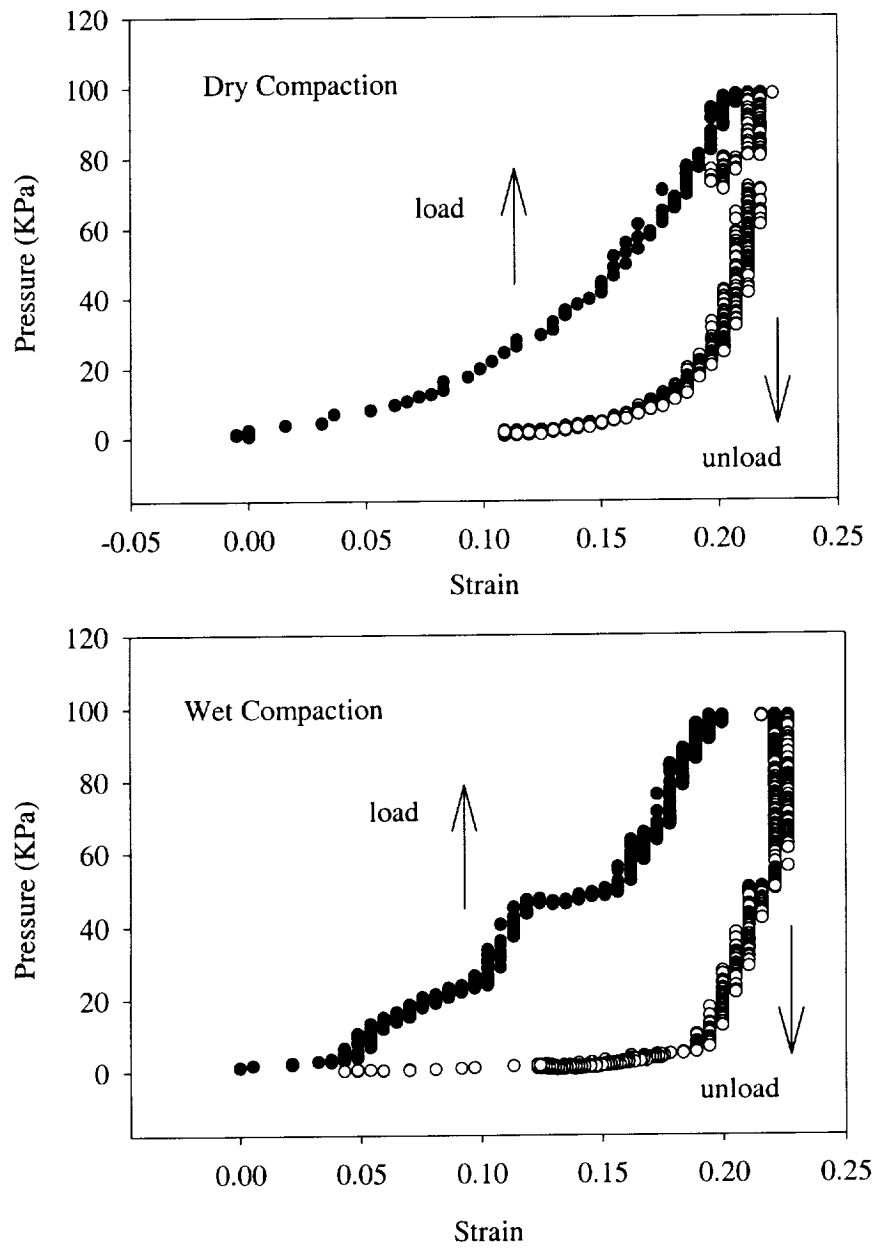 120
Dry Compaction
100
80
load
60
Pressure (KPa)
40
20
0
unload
-0.05 0.00 0.05 0.10 0.15 0.20 0.25
Strain
120
Wet Compaction
100
80
load
60
Pressure (KPa)
40
20
0
unload
0.00 0.05 0.10 0.15 0.20 0.25
Strain